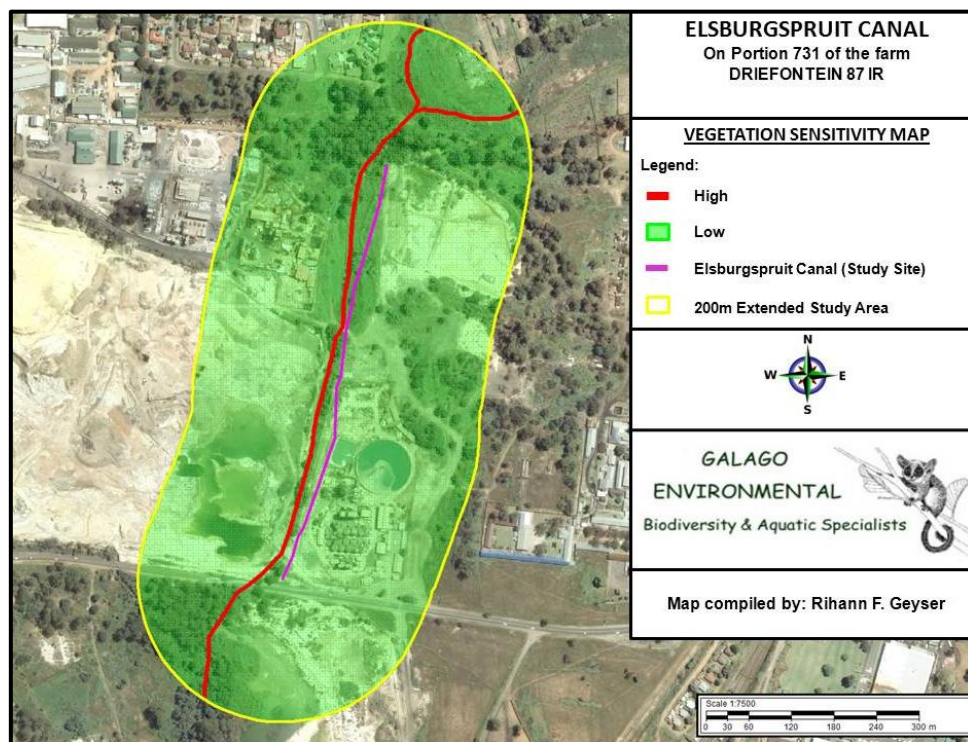 ELSBURGSPRUIT CANAL
On Portion 731 of the farm
DRIEFONTEIN 87 IR
VEGETATION SENSITIVITY MAP
Legend:
High
Low
Elsburgspruit Canal (Study Site)
200m Extended Study Area
N
W E
S
GALAGO
ENVIRONMENTAL
Biodiversity & Aquatic Specialists
Map compiled by: Rihann F. Geyser
Scale 1:7500
0 30 60 120 180 240 300 m